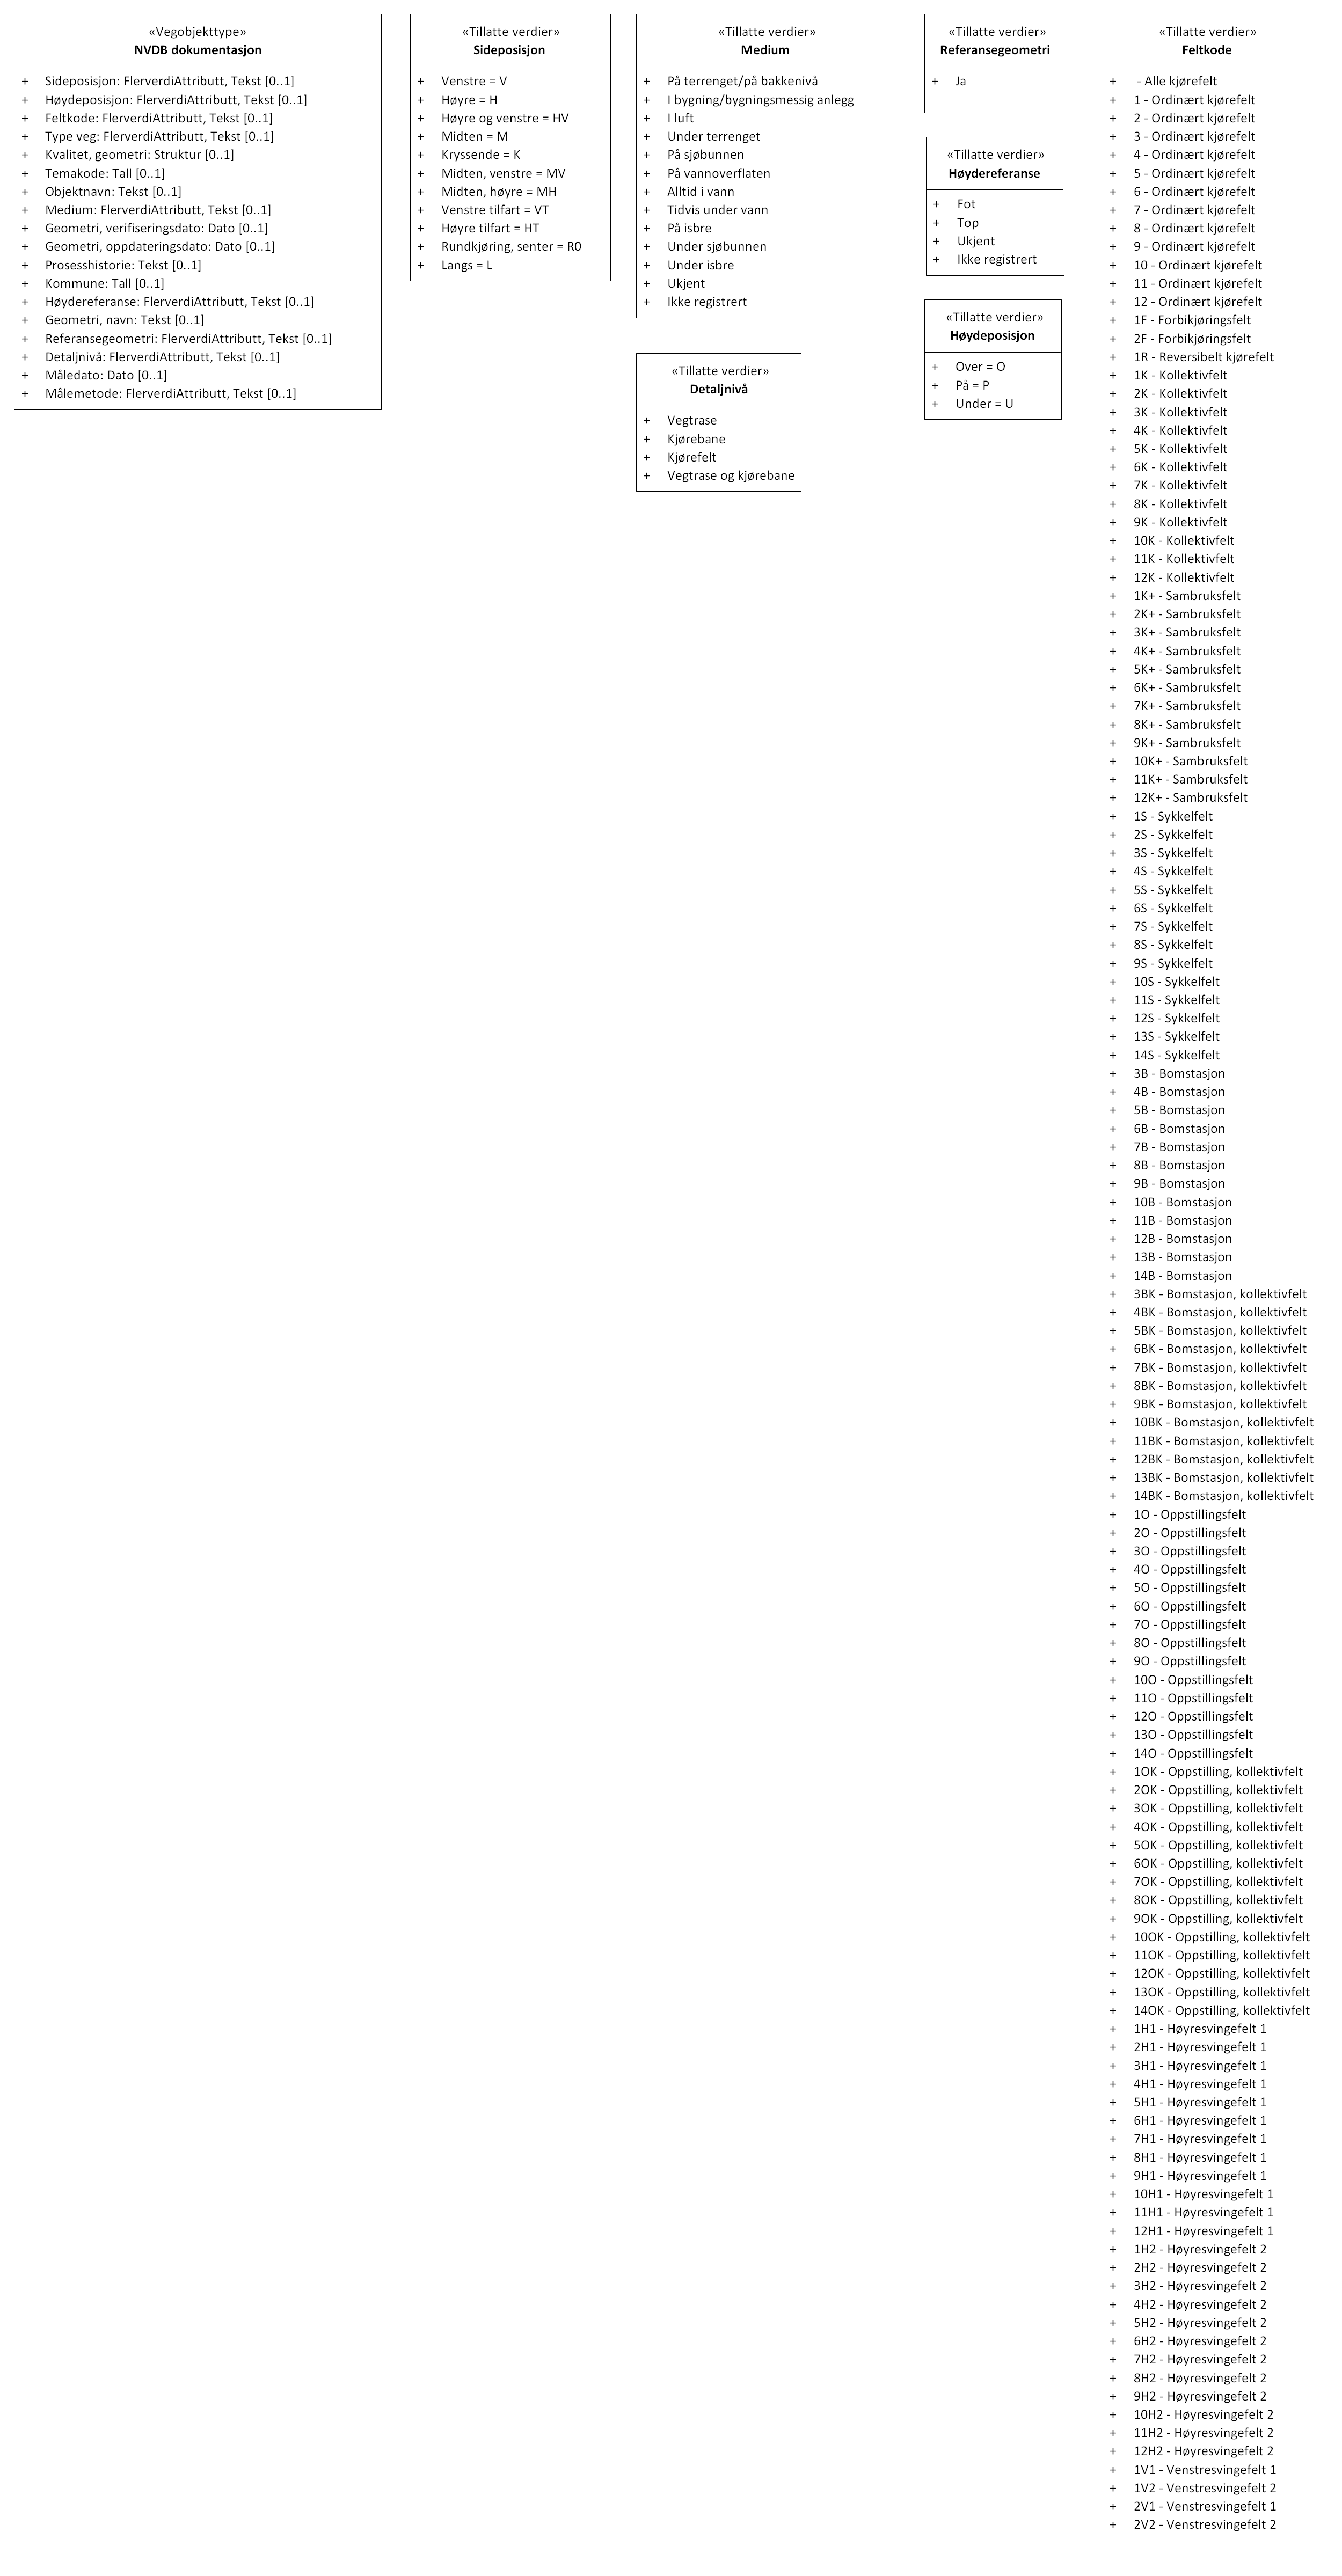 «Vegobjekttype»
NVDB dokumentasjon
+ Sideposisjon: FlerverdiAttributt, Tekst [0..1]
+ Høydeposisjon: FlerverdiAttributt, Tekst [0..1]
+ Feltkode: FlerverdiAttributt, Tekst [0..1]
+ Type veg: FlerverdiAttributt, Tekst [0..1]
+ Kvalitet, geometri: Struktur [0..1]
+ Temakode: Tall [0..1]
+ Objektnavn: Tekst [0..1]
+ Medium: FlerverdiAttributt, Tekst [0..1]
+ Geometri, verifiseringsdato: Dato [0..1]
+ Geometri, oppdateringsdato: Dato [0..1]
+ Prosesshistorie: Tekst [0..1]
+ Kommune: Tall [0..1]
+ Høydereferanse: FlerverdiAttributt, Tekst [0..1]
+ Geometri, navn: Tekst [0..1]
+ Referansegeometri: FlerverdiAttributt, Tekst [0..1]
+ Detaljnivå: FlerverdiAttributt, Tekst [0..1]
+ Måledato: Dato [0..1]
+ Målemetode: FlerverdiAttributt, Tekst [0..1]
«Tillatte verdier»
Sideposisjon
+ Venstre = V
+ Høyre = H
+ Høyre og venstre = HV
+ Midten = M
+ Kryssende = K
+ Midten, venstre = MV
+ Midten, høyre = MH
+ Venstre tilfart = VT
+ Høyre tilfart = HT
+ Rundkjøring, senter = R0
+ Langs = L
«Tillatte verdier»
Medium
+ På terrenget/på bakkenivå
+ I bygning/bygningsmessig anlegg
+ I luft
+ Under terrenget
+ På sjøbunnen
+ På vannoverflaten
+ Alltid i vann
+ Tidvis under vann
+ På isbre
+ Under sjøbunnen
+ Under isbre
+ Ukjent
+ Ikke registrert
«Tillatte verdier»
Detaljnivå
+ Vegtrase
+ Kjørebane
+ Kjørefelt
+ Vegtrase og kjørebane
«Tillatte verdier»
Referansegeometri
+ Ja
«Tillatte verdier»
Høydereferanse
+ Fot
+ Top
+ Ukjent
+ Ikke registrert
«Tillatte verdier»
Høydeposisjon
+ Over = O
+ På = P
+ Under = U
«Tillatte verdier»
Feltkode
+ - Alle kjørefelt
+ 1 - Ordinært kjørefelt
+ 2 - Ordinært kjørefelt
+ 3 - Ordinært kjørefelt
+ 4 - Ordinært kjørefelt
+ 5 - Ordinært kjørefelt
+ 6 - Ordinært kjørefelt
+ 7 - Ordinært kjørefelt
+ 8 - Ordinært kjørefelt
+ 9 - Ordinært kjørefelt
+ 10 - Ordinært kjørefelt
+ 11 - Ordinært kjørefelt
+ 12 - Ordinært kjørefelt
+ 1F - Forbikjøringsfelt
+ 2F - Forbikjøringsfelt
+ 1R - Reversibelt kjørefelt
+ 1K - Kollektivfelt
+ 2K - Kollektivfelt
+ 3K - Kollektivfelt
+ 4K - Kollektivfelt
+ 5K - Kollektivfelt
+ 6K - Kollektivfelt
+ 7K - Kollektivfelt
+ 8K - Kollektivfelt
+ 9K - Kollektivfelt
+ 10K - Kollektivfelt
+ 11K - Kollektivfelt
+ 12K - Kollektivfelt
+ 1K+ - Sambruksfelt
+ 2K+ - Sambruksfelt
+ 3K+ - Sambruksfelt
+ 4K+ - Sambruksfelt
+ 5K+ - Sambruksfelt
+ 6K+ - Sambruksfelt
+ 7K+ - Sambruksfelt
+ 8K+ - Sambruksfelt
+ 9K+ - Sambruksfelt
+ 10K+ - Sambruksfelt
+ 11K+ - Sambruksfelt
+ 12K+ - Sambruksfelt
+ 1S - Sykkelfelt
+ 2S - Sykkelfelt
+ 3S - Sykkelfelt
+ 4S - Sykkelfelt
+ 5S - Sykkelfelt
+ 6S - Sykkelfelt
+ 7S - Sykkelfelt
+ 8S - Sykkelfelt
+ 9S - Sykkelfelt
+ 10S - Sykkelfelt
+ 11S - Sykkelfelt
+ 12S - Sykkelfelt
+ 13S - Sykkelfelt
+ 14S - Sykkelfelt
+ 3B - Bomstasjon
+ 4B - Bomstasjon
+ 5B - Bomstasjon
+ 6B - Bomstasjon
+ 7B - Bomstasjon
+ 8B - Bomstasjon
+ 9B - Bomstasjon
+ 10B - Bomstasjon
+ 11B - Bomstasjon
+ 12B - Bomstasjon
+ 13B - Bomstasjon
+ 14B - Bomstasjon
+ 3BK - Bomstasjon, kollektivfelt
+ 4BK - Bomstasjon, kollektivfelt
+ 5BK - Bomstasjon, kollektivfelt
+ 6BK - Bomstasjon, kollektivfelt
+ 7BK - Bomstasjon, kollektivfelt
+ 8BK - Bomstasjon, kollektivfelt
+ 9BK - Bomstasjon, kollektivfelt
+ 10BK - Bomstasjon, kollektivfelt
+ 11BK - Bomstasjon, kollektivfelt
+ 12BK - Bomstasjon, kollektivfelt
+ 13BK - Bomstasjon, kollektivfelt
+ 14BK - Bomstasjon, kollektivfelt
+ 1O - Oppstillingsfelt
+ 2O - Oppstillingsfelt
+ 3O - Oppstillingsfelt
+ 4O - Oppstillingsfelt
+ 5O - Oppstillingsfelt
+ 6O - Oppstillingsfelt
+ 7O - Oppstillingsfelt
+ 8O - Oppstillingsfelt
+ 9O - Oppstillingsfelt
+ 10O - Oppstillingsfelt
+ 11O - Oppstillingsfelt
+ 12O - Oppstillingsfelt
+ 13O - Oppstillingsfelt
+ 14O - Oppstillingsfelt
+ 1OK - Oppstilling, kollektivfelt
+ 2OK - Oppstilling, kollektivfelt
+ 3OK - Oppstilling, kollektivfelt
+ 4OK - Oppstilling, kollektivfelt
+ 5OK - Oppstilling, kollektivfelt
+ 6OK - Oppstilling, kollektivfelt
+ 7OK - Oppstilling, kollektivfelt
+ 8OK - Oppstilling, kollektivfelt
+ 9OK - Oppstilling, kollektivfelt
+ 10OK - Oppstilling, kollektivfelt
+ 11OK - Oppstilling, kollektivfelt
+ 12OK - Oppstilling, kollektivfelt
+ 13OK - Oppstilling, kollektivfelt
+ 14OK - Oppstilling, kollektivfelt
+ 1H1 - Høyresvingefelt 1
+ 2H1 - Høyresvingefelt 1
+ 3H1 - Høyresvingefelt 1
+ 4H1 - Høyresvingefelt 1
+ 5H1 - Høyresvingefelt 1
+ 6H1 - Høyresvingefelt 1
+ 7H1 - Høyresvingefelt 1
+ 8H1 - Høyresvingefelt 1
+ 9H1 - Høyresvingefelt 1
+ 10H1 - Høyresvingefelt 1
+ 11H1 - Høyresvingefelt 1
+ 12H1 - Høyresvingefelt 1
+ 1H2 - Høyresvingefelt 2
+ 2H2 - Høyresvingefelt 2
+ 3H2 - Høyresvingefelt 2
+ 4H2 - Høyresvingefelt 2
+ 5H2 - Høyresvingefelt 2
+ 6H2 - Høyresvingefelt 2
+ 7H2 - Høyresvingefelt 2
+ 8H2 - Høyresvingefelt 2
+ 9H2 - Høyresvingefelt 2
+ 10H2 - Høyresvingefelt 2
+ 11H2 - Høyresvingefelt 2
+ 12H2 - Høyresvingefelt 2
+ 1V1 - Venstresvingefelt 1
+ 1V2 - Venstresvingefelt 2
+ 2V1 - Venstresvingefelt 1
+ 2V2 - Venstresvingefelt 2